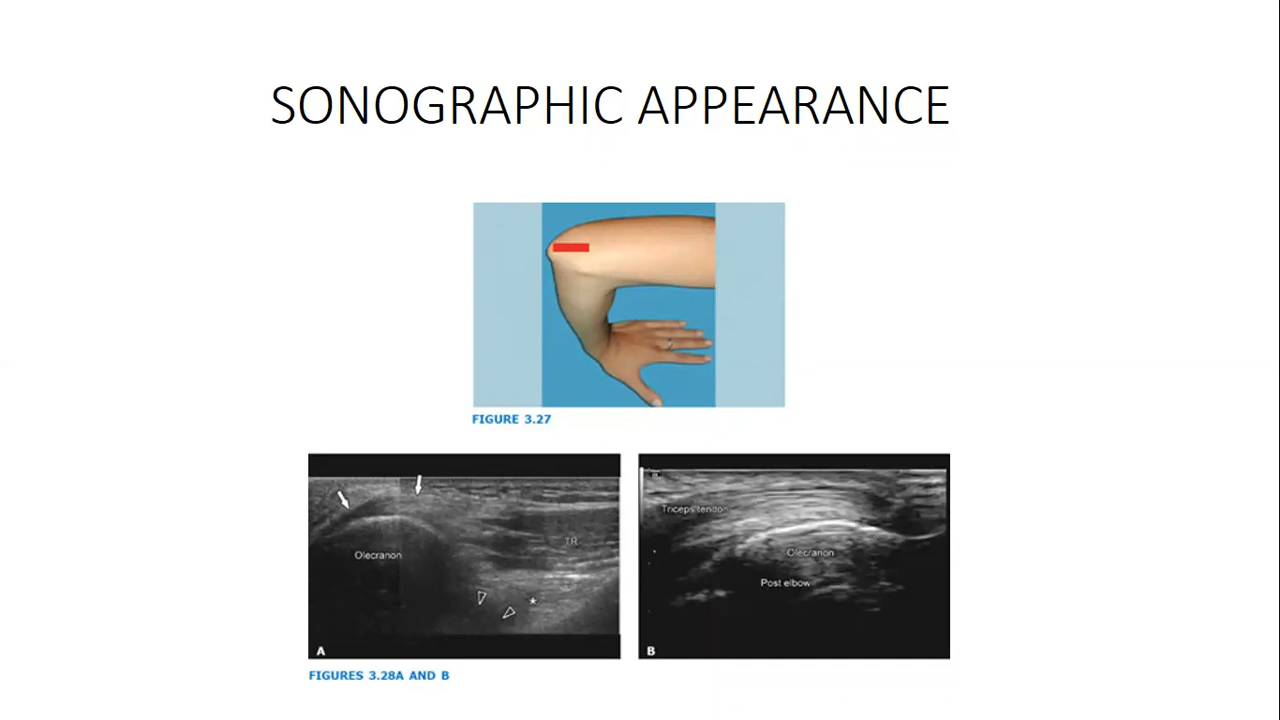 SONOGRAPHIC APPEARANCE
FIGURE 3.27
Olecranon
TR
*
A
Triceps tendon
Olecranon
Post elbow
B
FIGURES 3.28A AND B